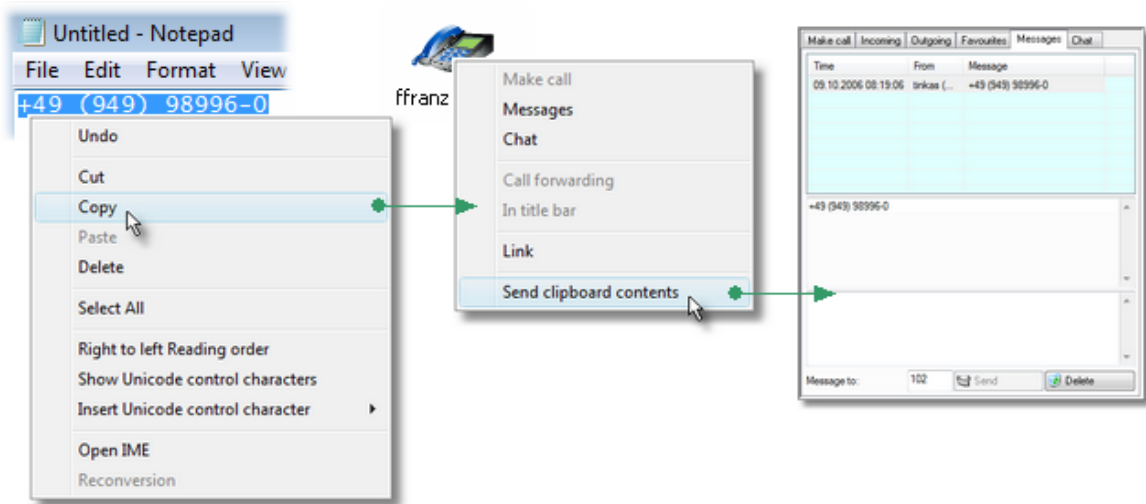 Untitled - Notepad
File Edit Format View
+49 (949) 98996-0
Undo
Cut
Copy
Paste
Delete
Select All
Right to left Reading order
Show Unicode control characters
Insert Unicode control character
Open IME
Reconversion
ffranz
Make call
Messages
Chat
Call forwarding
In title bar
Link
Send clipboard contents
Make call Incoming Outgoing Favourites Messages Chat
Time From Message
09.10.2006 08:19:06 tinkas (... +49 (949) 98996-0
+49 (949) 98996-0
Message to: 102 Send Delete